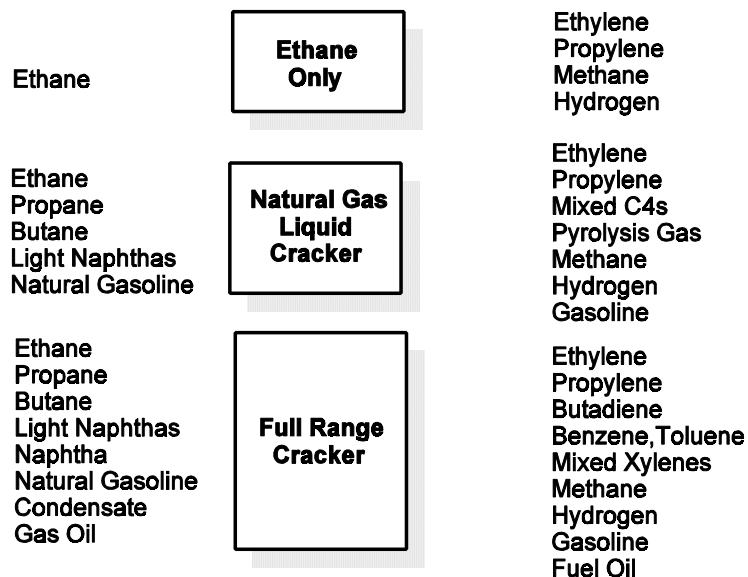 Ethane
Ethane
Only
Ethylene
Propylene
Methane
Hydrogen
Ethane
Propane
Butane
Light Naphthas
Natural Gasoline
Natural Gas
Liquid
Cracker
Ethylene
Propylene
Mixed C4s
Pyrolysis Gas
Methane
Hydrogen
Gasoline
Ethane
Propane
Butane
Light Naphthas
Naphtha
Natural Gasoline
Condensate
Gas Oil
Full Range
Cracker
Ethylene
Propylene
Butadiene
Benzene,Toluene
Mixed Xylenes
Methane
Hydrogen
Gasoline
Fuel Oil